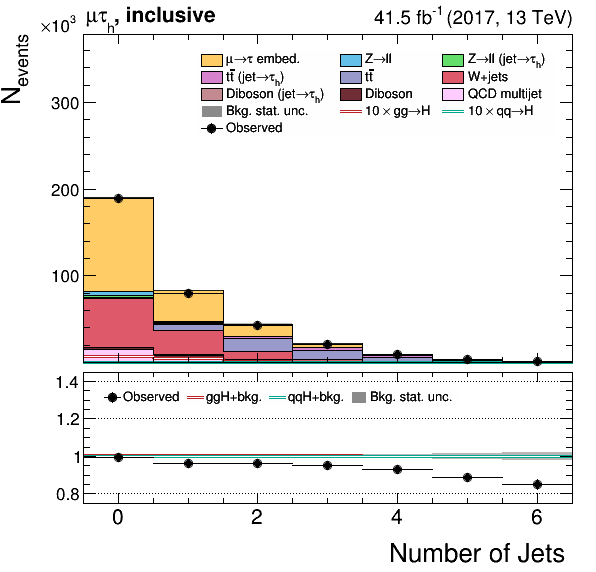 μτh, inclusive 41.5 fb-1 (2017, 13 TeV)
×10³
Nevents
300
200
100
μ→τ embed. Z→ll Z→ll (jet→τh)
tt̄ (jet→τh) tt̄ W+jets
Diboson (jet→τh) Diboson QCD multijet
Bkg. stat. unc. 10 × gg→H 10 × qq→H
Observed
1.4
1.2
1
0.8
Observed ggH+bkg. qqH+bkg. Bkg. stat. unc.
0 2 4 6
Number of Jets